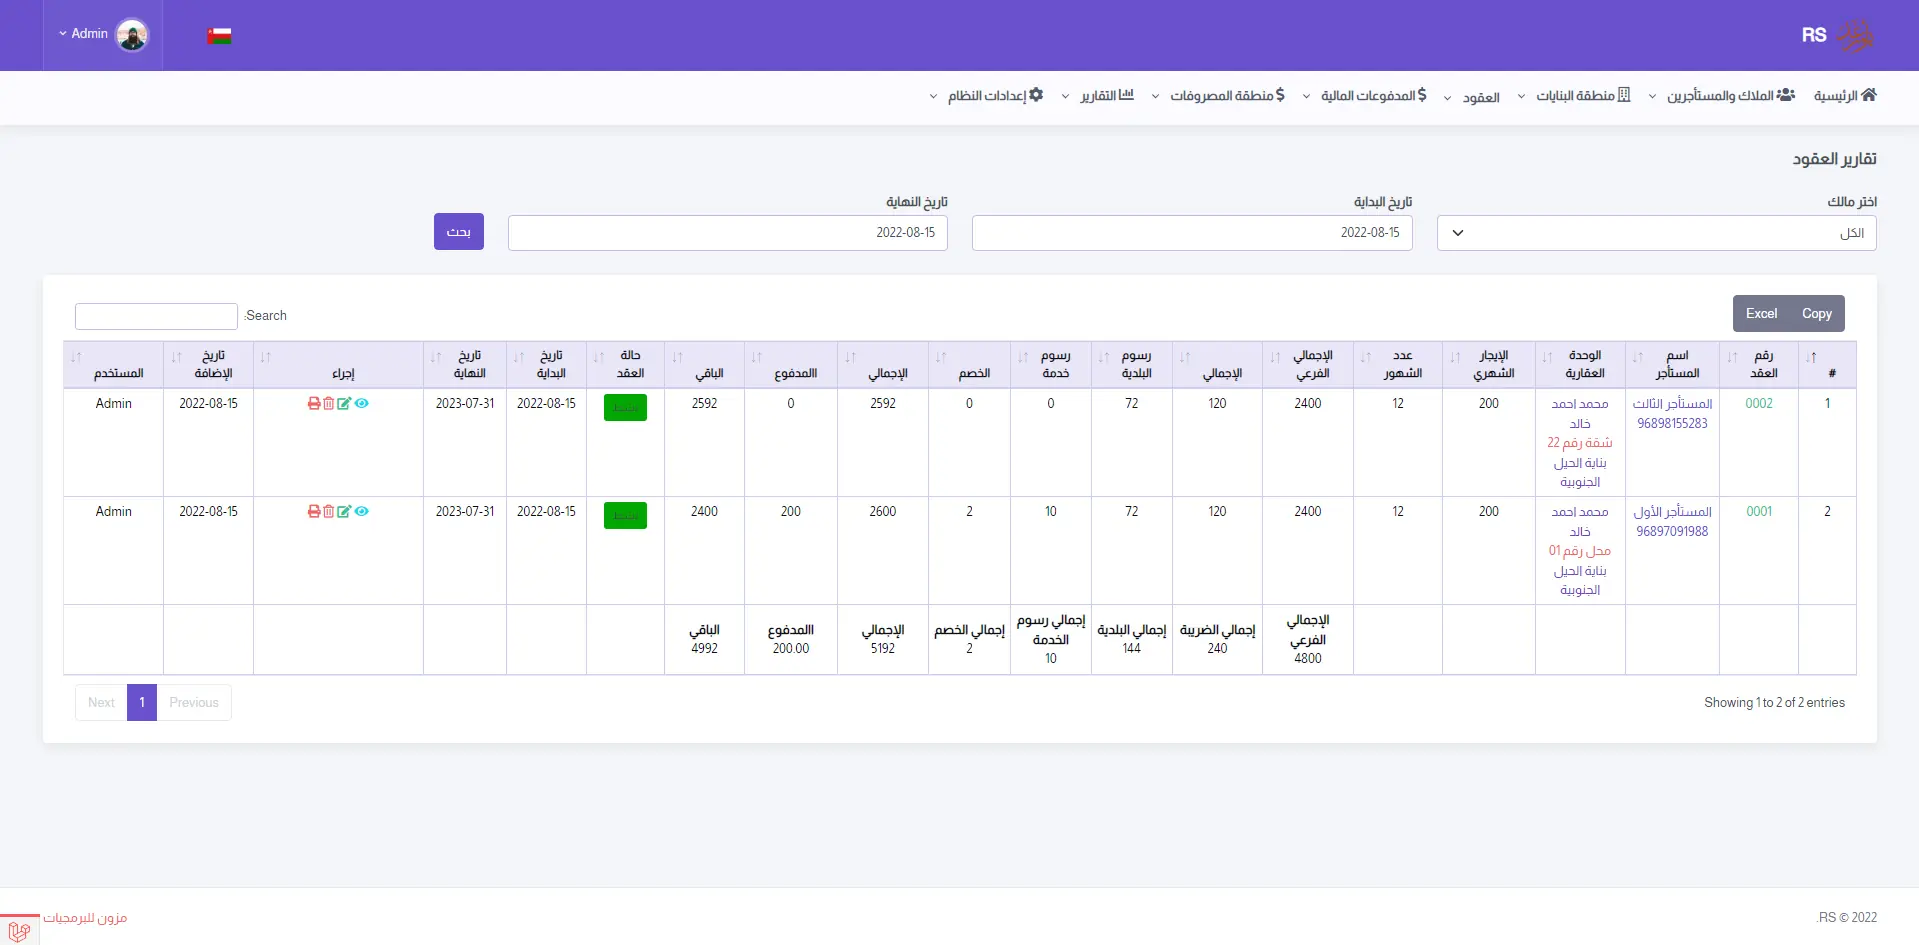 RS
Admin
الرئيسية
الملاك والمستأجرين
منطقة البنايات
العقود
المدفوعات المالية
منطقة المصروفات
التقارير
إعدادات النظام
تقارير العقود
اختر مالك
تاريخ البداية
تاريخ النهاية
الكل
2022-08-15
2022-08-15
بحث
Copy
Excel
Search:
#
رقم العقد
اسم المستأجر
الوحدة العقارية
الإيجار الشهري
عدد الشهور
الإجمالي الفرعي
الإجمالي
رسوم البلدية
رسوم خدمة
الخصم
الإجمالي
االمدفوع
الباقي
حالة العقد
تاريخ البداية
تاريخ النهاية
إجراء
تاريخ الإضافة
المستخدم
1
0002
المستأجر الثالث
96898155283
محمد احمد
خالد
شقة رقم 22
بناية الحيل
الجنوبية
200
12
2400
120
72
0
0
2592
0
2592
2022-08-15
2023-07-31
2022-08-15
Admin
2
0001
المستأجر الأول
96897091988
محمد احمد
خالد
محل رقم 01
بناية الحيل
الجنوبية
200
12
2400
120
72
10
2
2600
200
2400
2022-08-15
2023-07-31
2022-08-15
Admin
الإجمالي الفرعي
4800
إجمالي الضريبة
240
إجمالي البلدية
144
إجمالي رسوم الخدمة
10
إجمالي الخصم
2
الإجمالي
5192
االمدفوع
200.00
الباقي
4992
Showing 1 to 2 of 2 entries
Previous
1
Next
2022 © RS.
مزون للبرمجيات